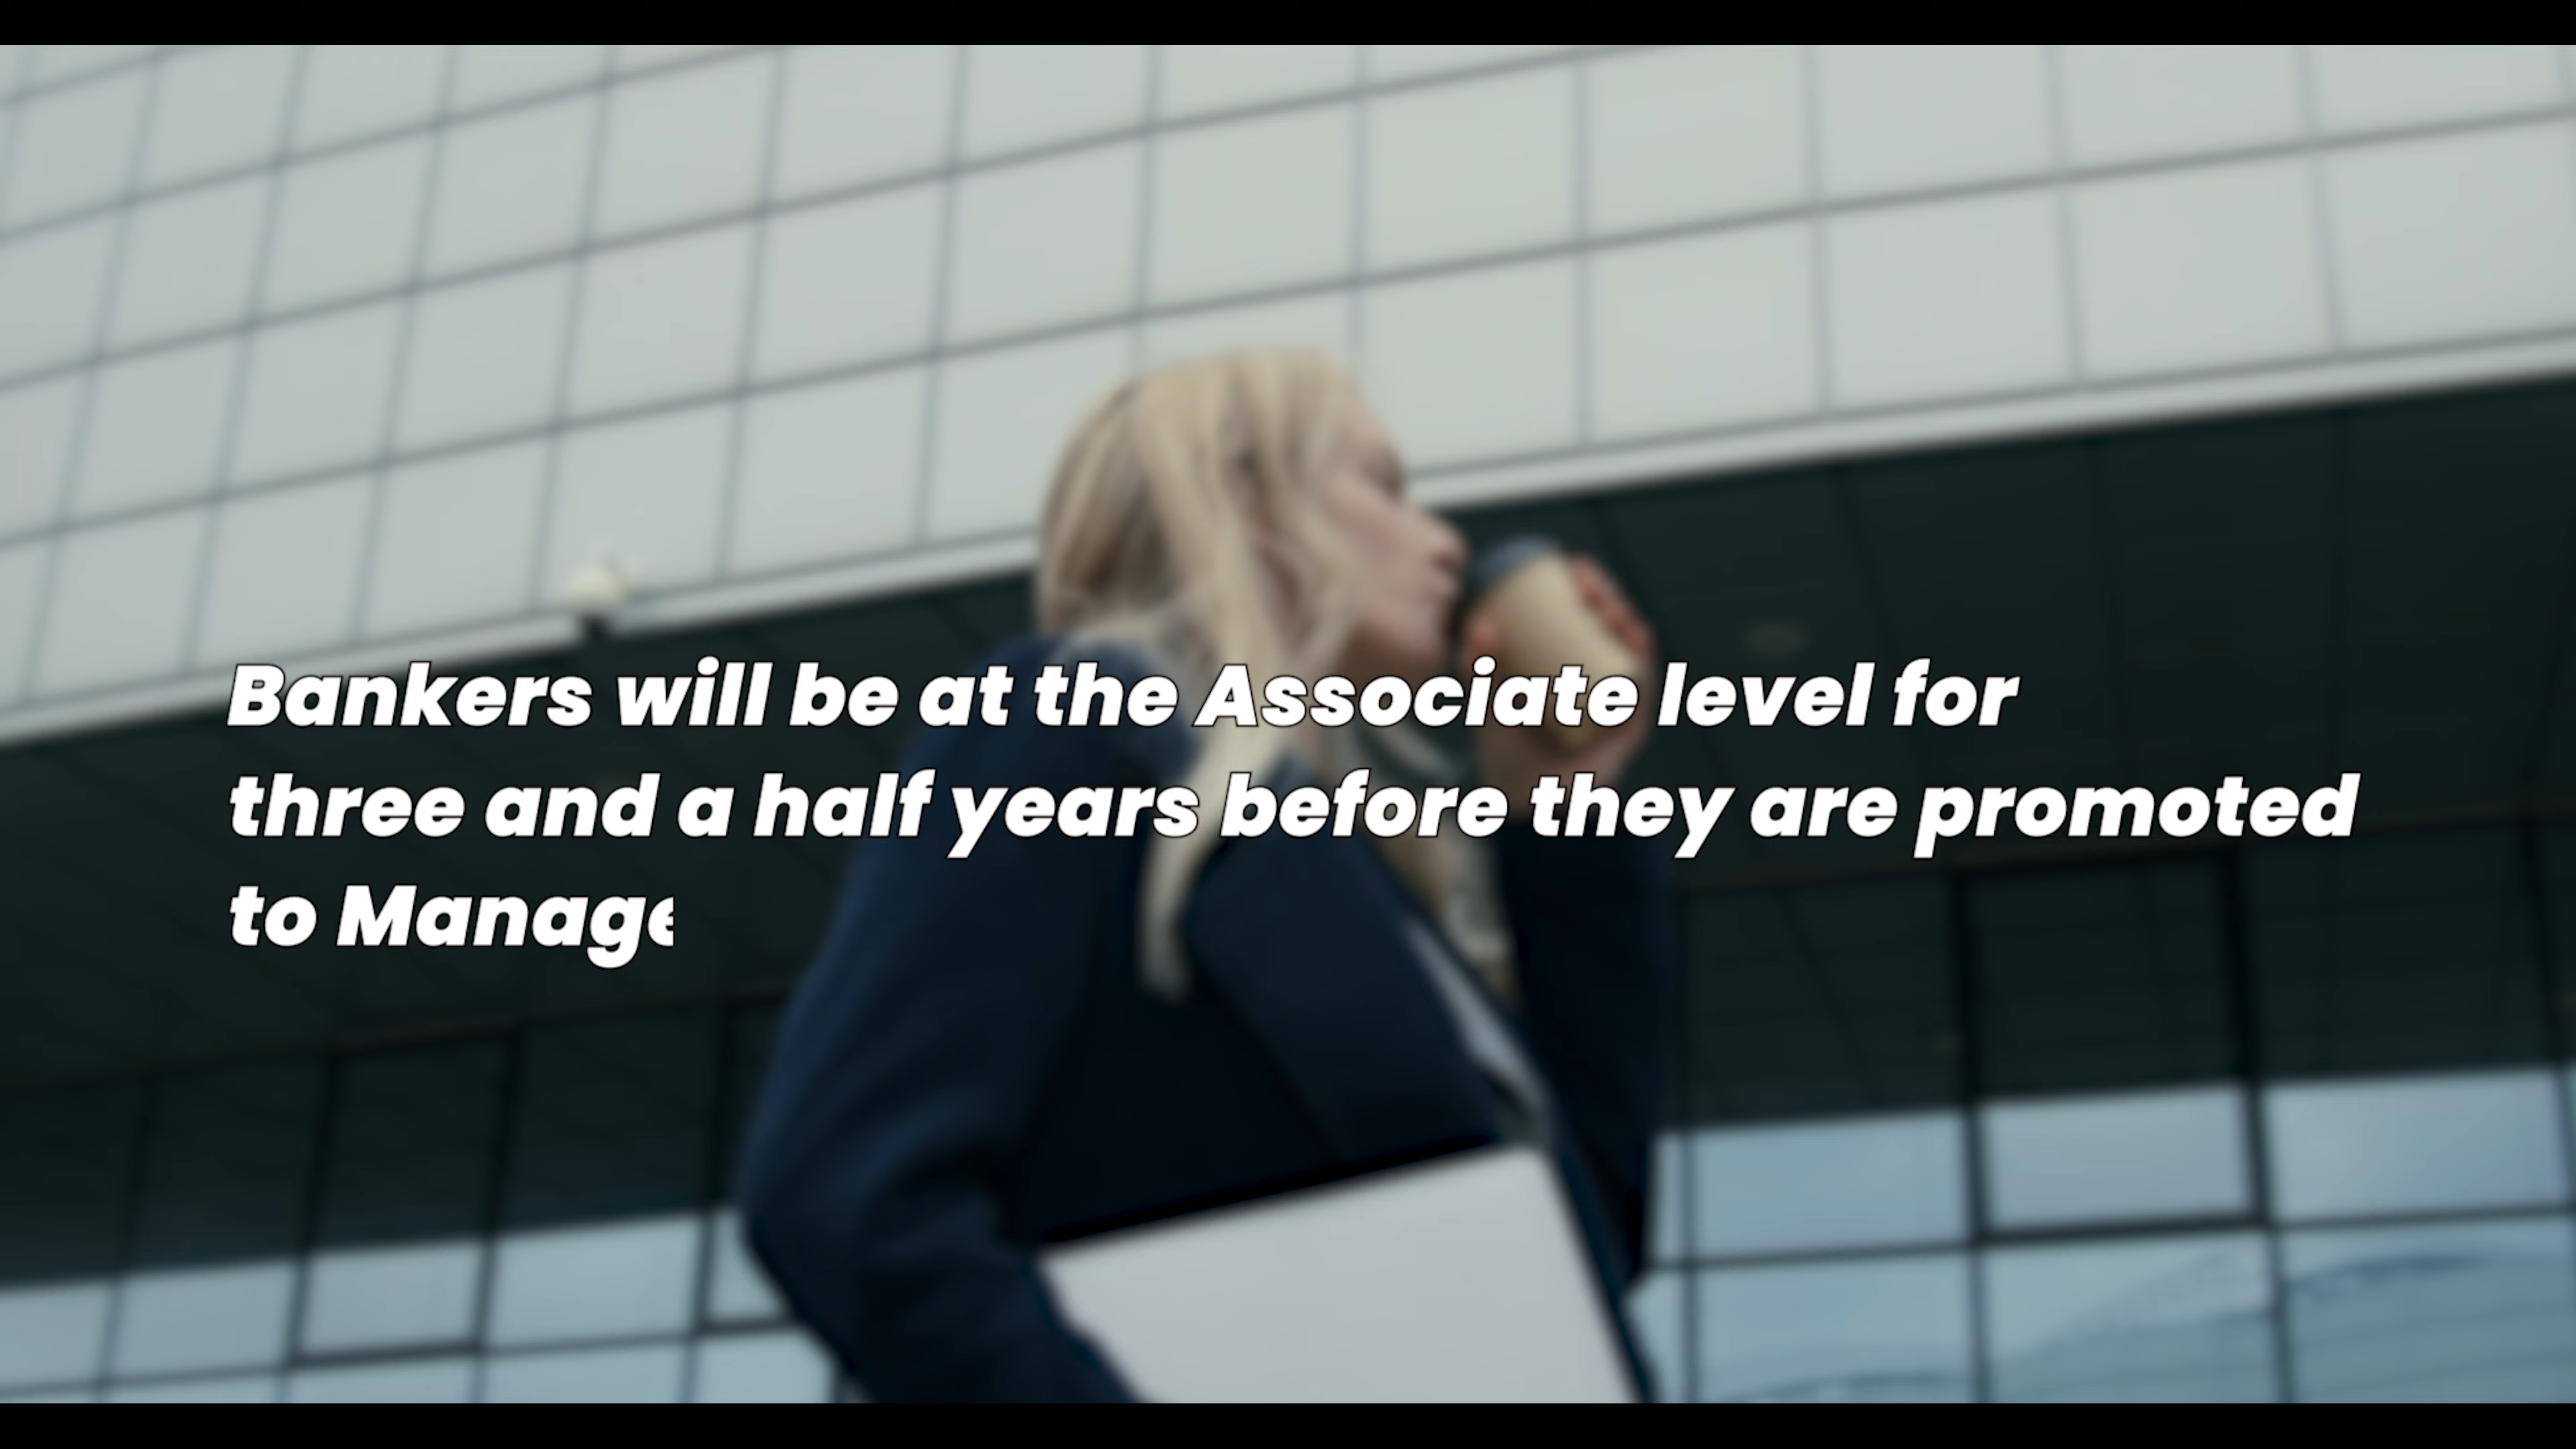 Bankers will be at the Associate level for
three and a half years before they are promoted
to Manage